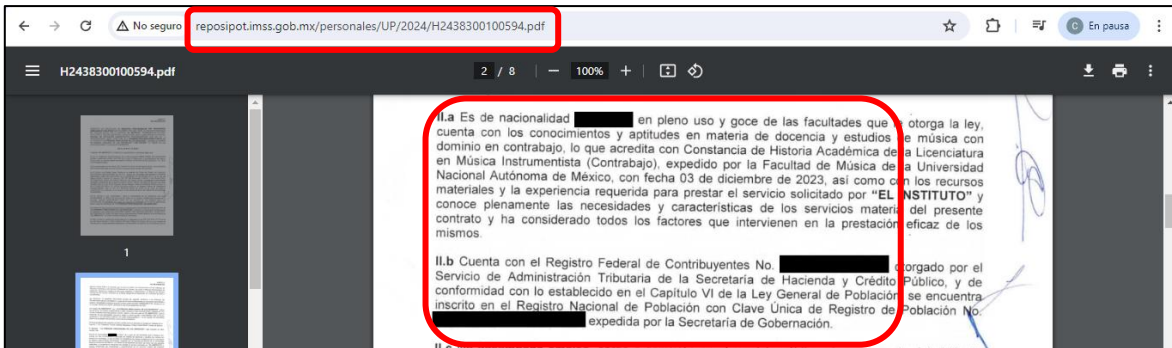 No seguro reposipot.imss.gob.mx/personales/UP/2024/H2438300100594.pdf
En pausa
H2438300100594.pdf
2 / 8
100%
II.a Es de nacionalidad en pleno uso y goce de las facultades que le otorga la ley,
cuenta con los conocimientos y aptitudes en materia de docencia y estudios de música con
dominio en contrabajo, lo que acredita con Constancia de Historia Académica de la Licenciatura
en Música Instrumentista (Contrabajo), expedido por la Facultad de Música de la Universidad
Nacional Autónoma de México, con fecha 03 de diciembre de 2023, así como con los recursos
materiales y la experiencia requerida para prestar el servicio solicitado por “EL INSTITUTO” y
conoce plenamente las necesidades y características de los servicios materia del presente
contrato y ha considerado todos los factores que intervienen en la prestación eficaz de los
mismos.
II.b Cuenta con el Registro Federal de Contribuyentes No. otorgado por el
Servicio de Administración Tributaria de la Secretaría de Hacienda y Crédito Público, y de
conformidad con lo establecido en el Capítulo VI de la Ley General de Población, se encuentra
inscrito en el Registro Nacional de Población con Clave Única de Registro de Población No.
expedida por la Secretaría de Gobernación.
1